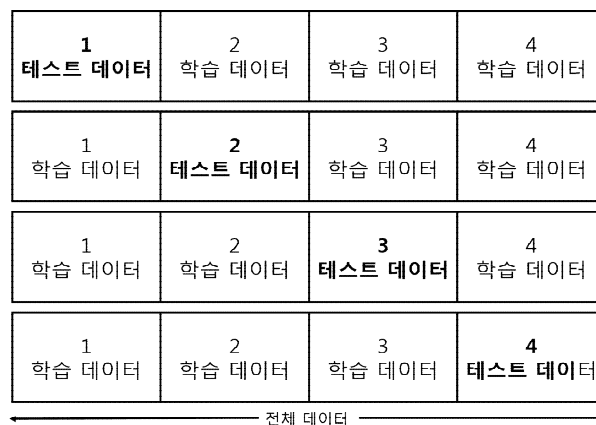 1 2 3 4
테스트 데이터 학습 데이터 학습 데이터 학습 데이터
1 2 3 4
학습 데이터 테스트 데이터 학습 데이터 학습 데이터
1 2 3 4
학습 데이터 학습 데이터 테스트 데이터 학습 데이터
1 2 3 4
학습 데이터 학습 데이터 학습 데이터 테스트 데이터
전체 데이터